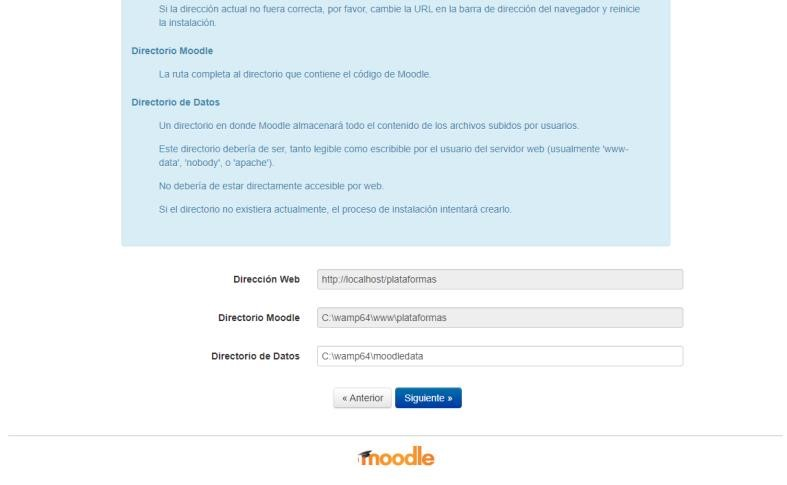 Si la dirección actual no fuera correcta, por favor, cambie la URL en la barra de dirección del navegador y reinicie
la instalación.
Directorio Moodle
La ruta completa al directorio que contiene el código de Moodle.
Directorio de Datos
Un directorio en donde Moodle almacenará todo el contenido de los archivos subidos por usuarios.
Este directorio debería de ser, tanto legible como escribible por el usuario del servidor web (usualmente 'www-
data', 'nobody', o 'apache').
No debería de estar directamente accesible por web.
Si el directorio no existiera actualmente, el proceso de instalación intentará crearlo.
Dirección Web http://localhost/plataformas
Directorio Moodle C:\wamp64\www\plataformas
Directorio de Datos C:\wamp64\moodledata
« Anterior Siguiente »
moodle